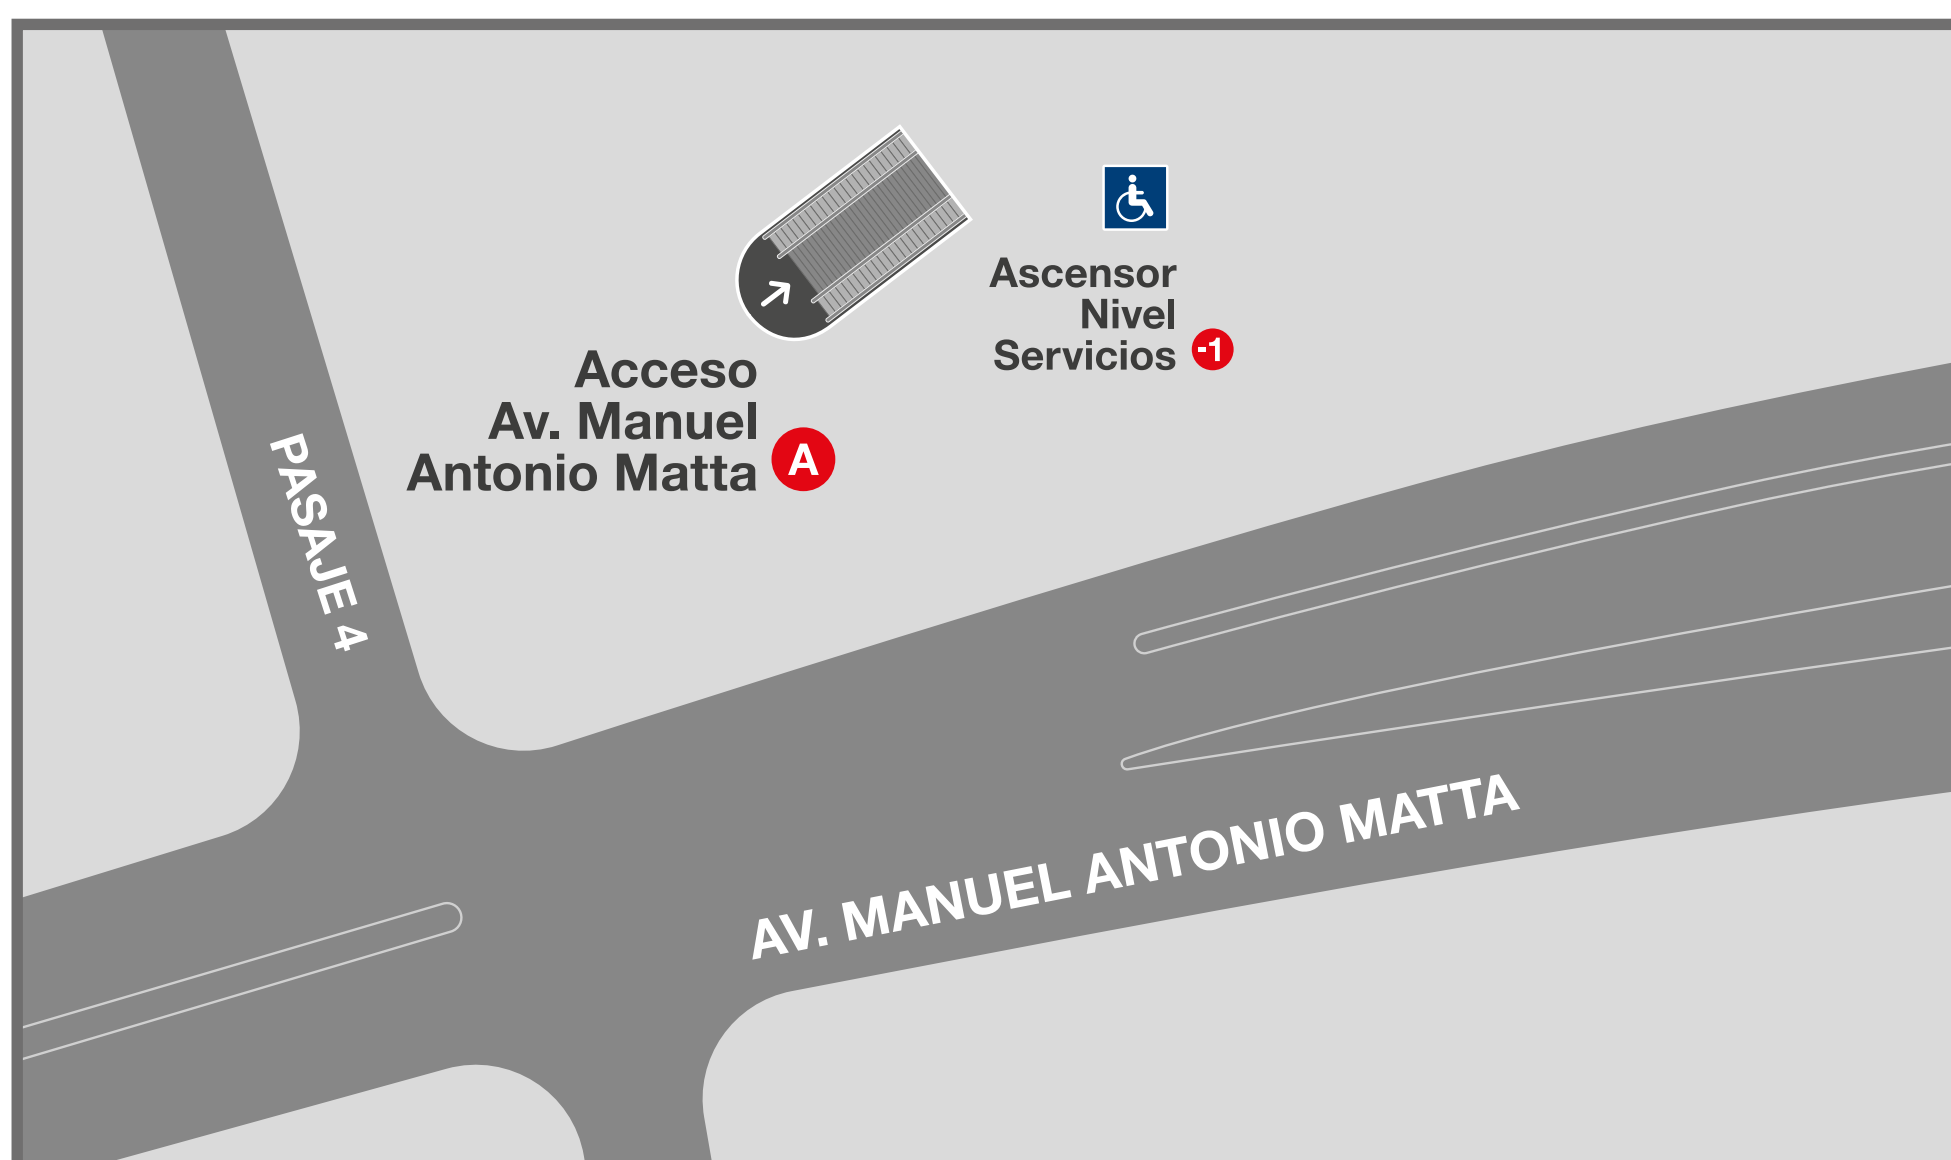 Ascensor
Nivel
Servicios -1
Acceso
Av. Manuel
Antonio Matta A
PASAJE 4
AV. MANUEL ANTONIO MATTA